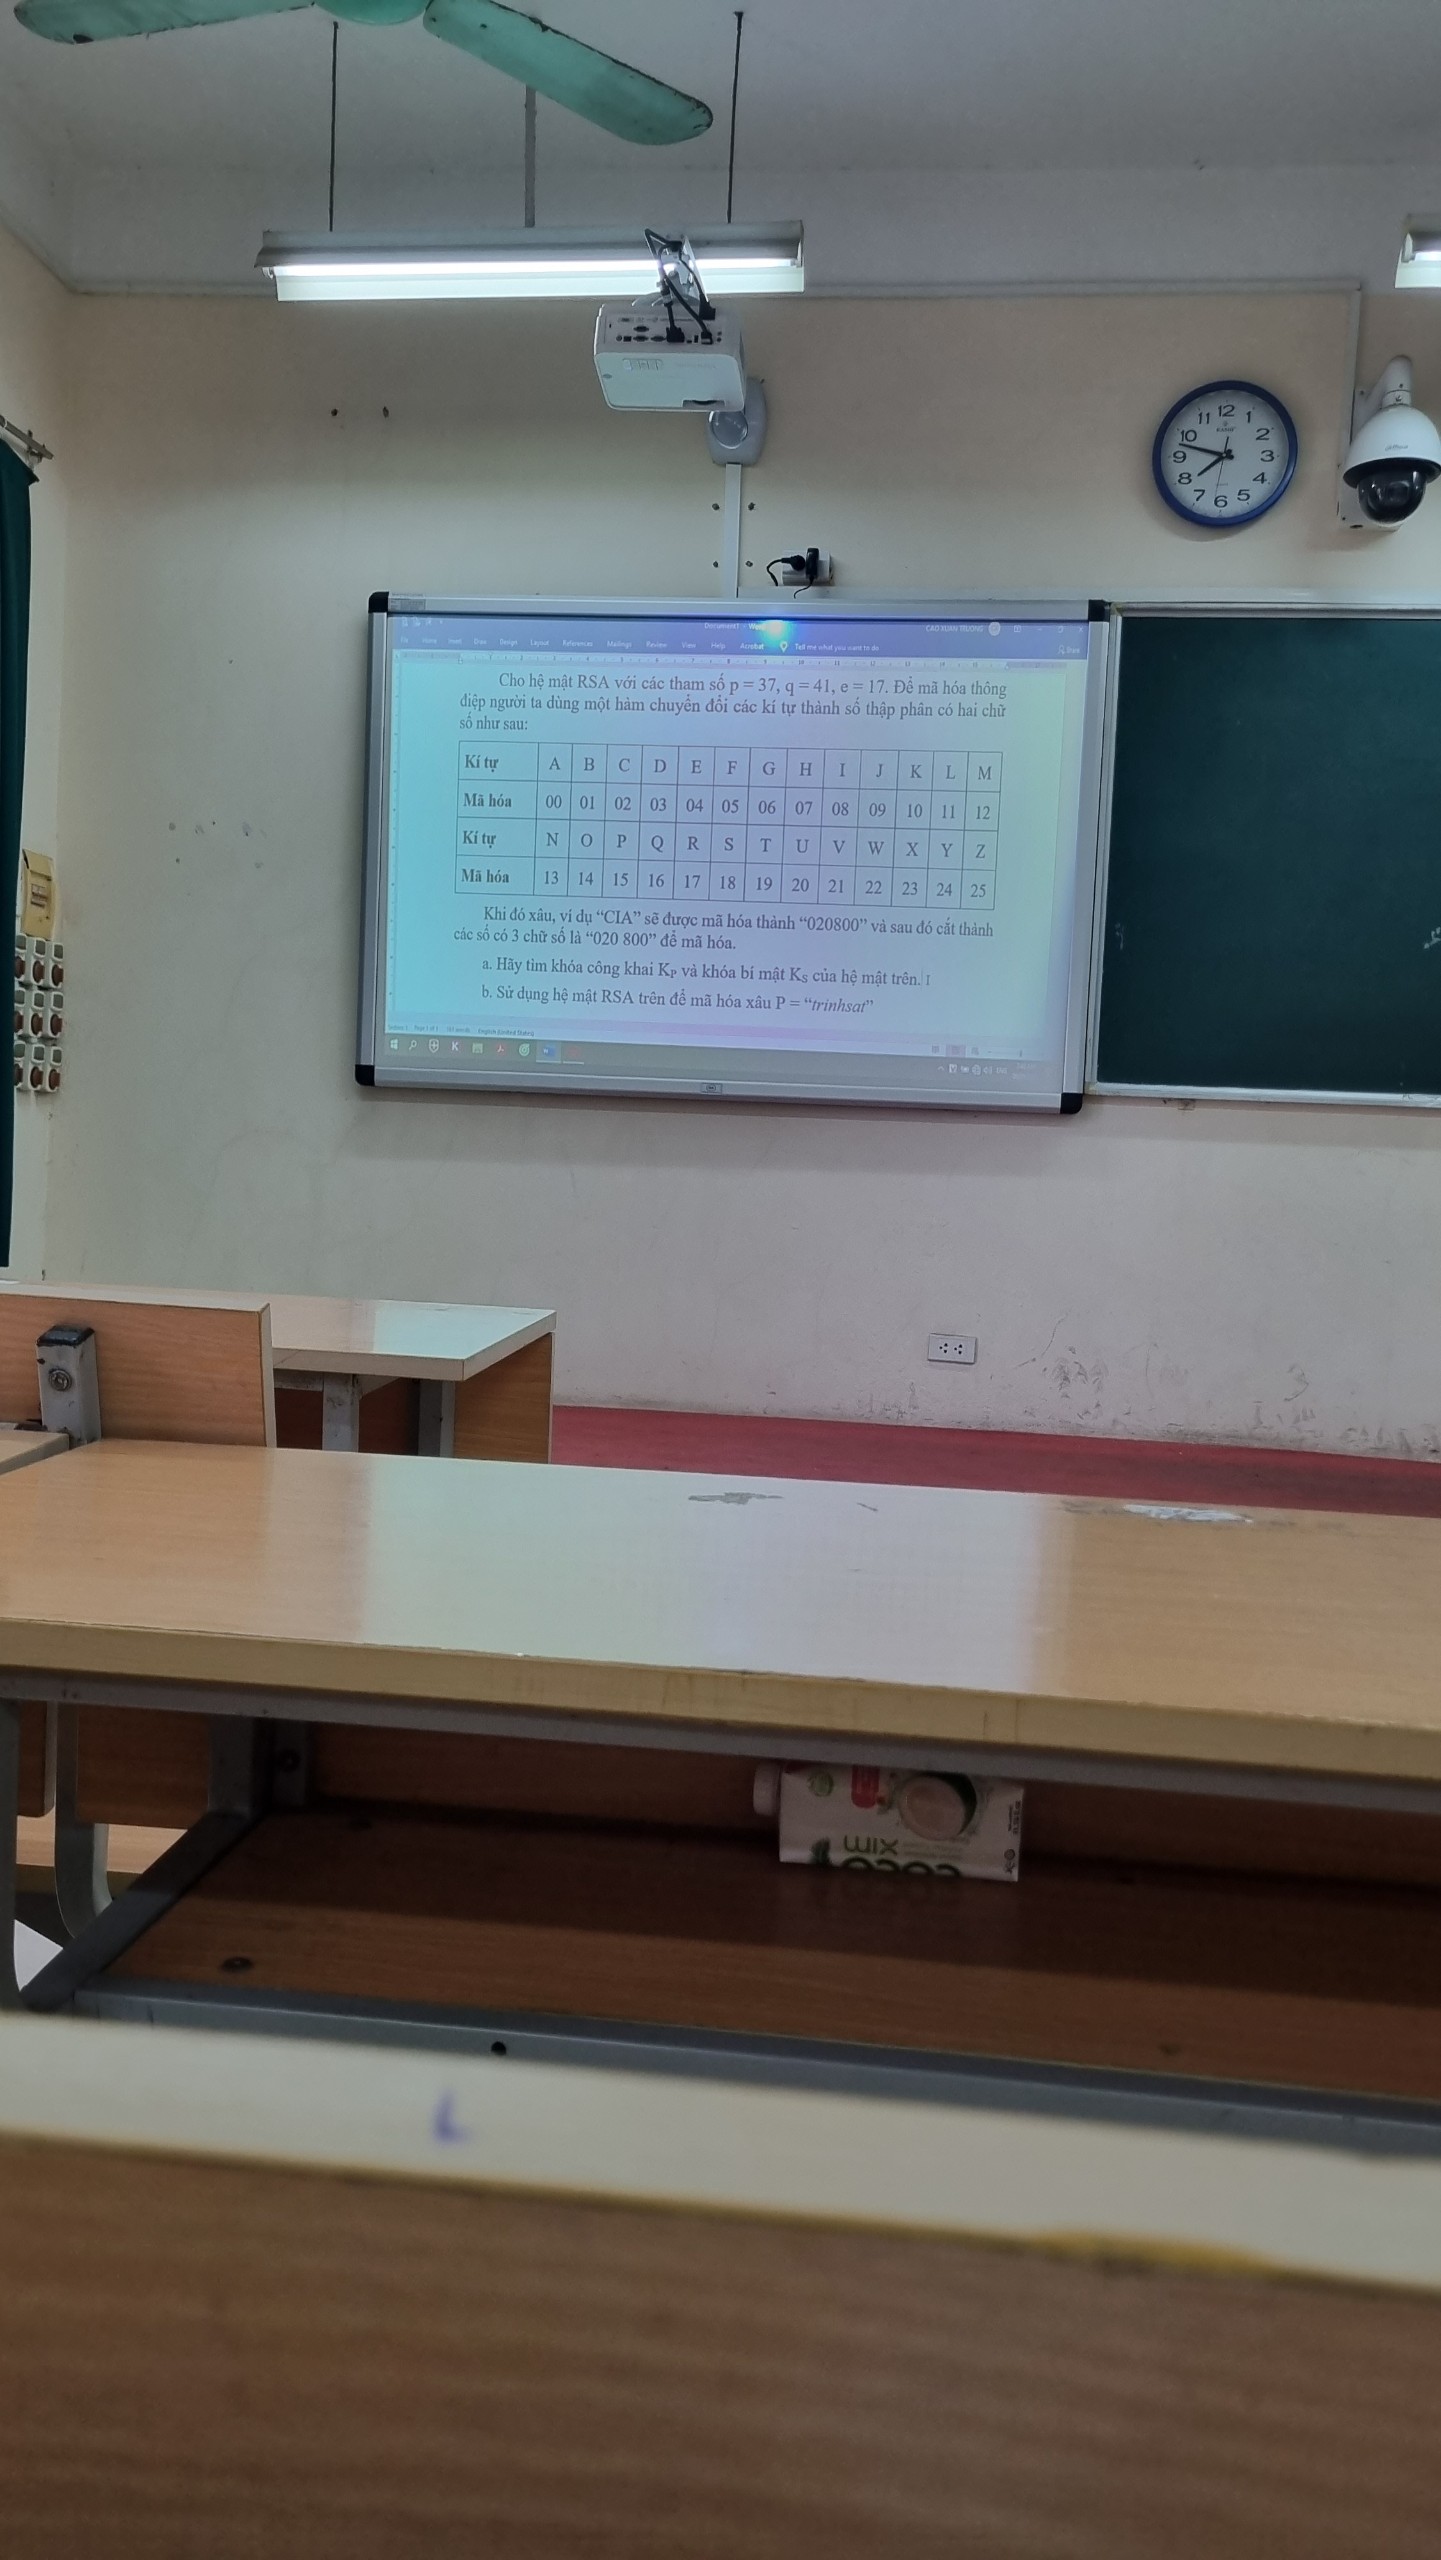 11 12 1
10 2
9 3
8 4
7 6 5
Document1 - Word CAO XUAN TRUONG
File Home Insert Draw Design Layout References Mailings Review View Help Acrobat Tell me what you want to do Share
Cho hệ mật RSA với các tham số p = 37, q = 41, e = 17. Để mã hóa thông
điệp người ta dùng một hàm chuyển đổi các kí tự thành số thập phân có hai chữ
số như sau:
Kí tự A B C D E F G H I J K L M
Mã hóa 00 01 02 03 04 05 06 07 08 09 10 11 12
Kí tự N O P Q R S T U V W X Y Z
Mã hóa 13 14 15 16 17 18 19 20 21 22 23 24 25
Khi đó xâu, ví dụ “CIA” sẽ được mã hóa thành “020800” và sau đó cắt thành
các số có 3 chữ số là “020 800” để mã hóa.
a. Hãy tìm khóa công khai KP và khóa bí mật KS của hệ mật trên.
b. Sử dụng hệ mật RSA trên để mã hóa xâu P = “trinhsat”
English (United States)
MIX
COCO